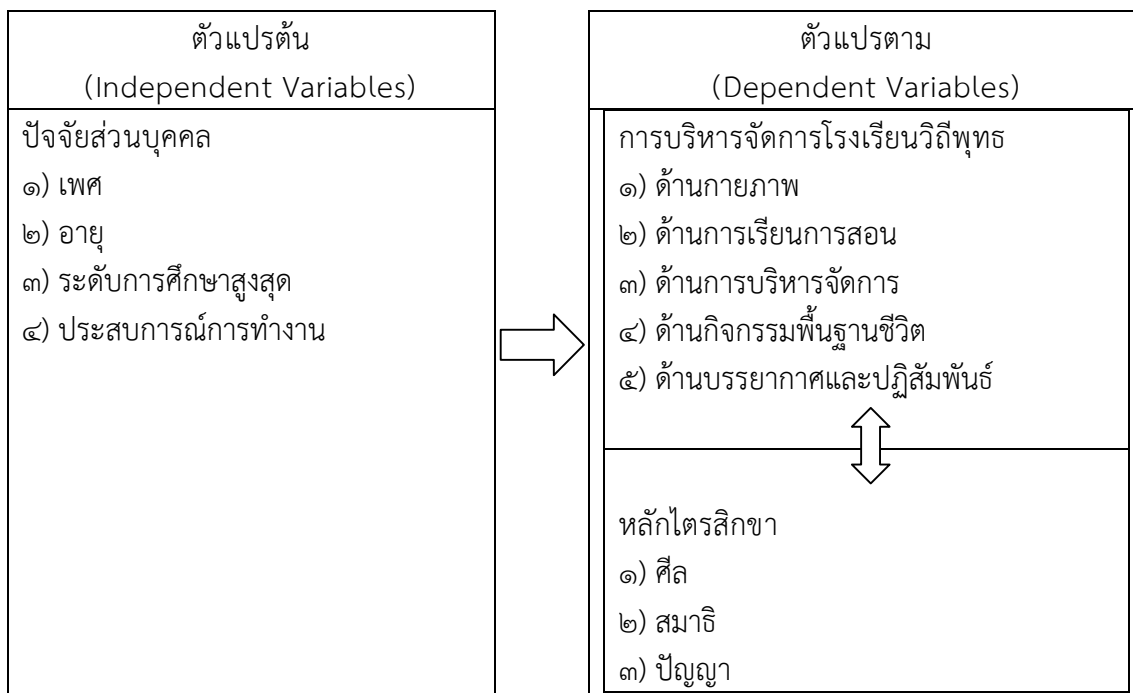 ตัวแปรต้น
(Independent Variables)
ปัจจัยส่วนบุคคล
๑) เพศ
๒) อายุ
๓) ระดับการศึกษาสูงสุด
๔) ประสบการณ์การทำงาน
ตัวแปรตาม
(Dependent Variables)
การบริหารจัดการโรงเรียนวิถีพุทธ
๑) ด้านกายภาพ
๒) ด้านการเรียนการสอน
๓) ด้านการบริหารจัดการ
๔) ด้านกิจกรรมพื้นฐานชีวิต
๕) ด้านบรรยากาศและปฏิสัมพันธ์
หลักไตรสิกขา
๑) ศีล
๒) สมาธิ
๓) ปัญญา